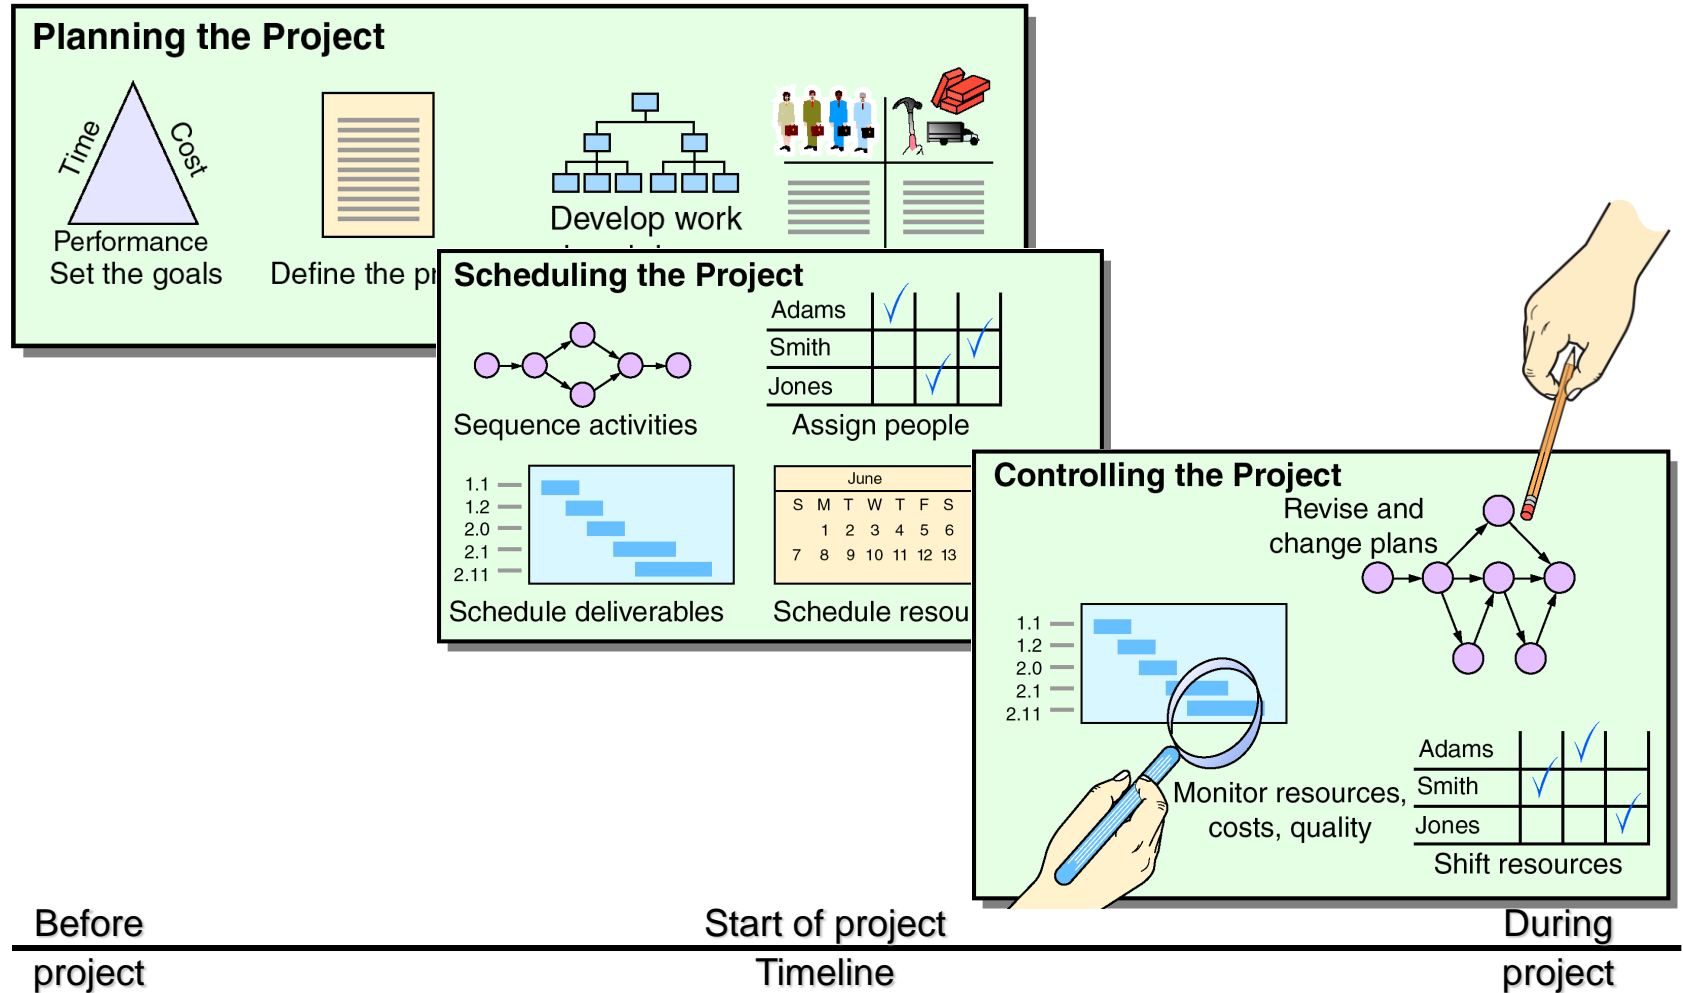 Planning the Project
Time
Cost
Performance
Set the goals
Define the pr
Develop work
Scheduling the Project
Sequence activities
Adams
Smith
Jones
Assign people
1.1
1.2
2.0
2.1
2.11
Schedule deliverables
June
S M T W T F S
1 2 3 4 5 6
7 8 9 10 11 12 13
Schedule resou
Controlling the Project
Revise and
change plans
1.1
1.2
2.0
2.1
2.11
Monitor resources,
costs, quality
Adams
Smith
Jones
Shift resources
Before
project
Start of project
Timeline
During
project